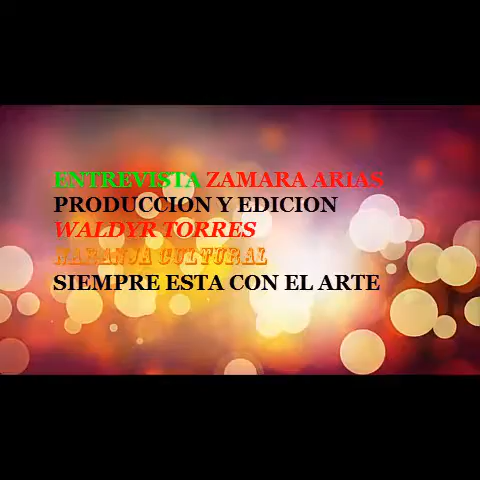 ENTREVISTA ZAMARA ARIAS
PRODUCCION Y EDICION
WALDYR TORRES
NARANJA CULTURAL
SIEMPRE ESTA CON EL ARTE